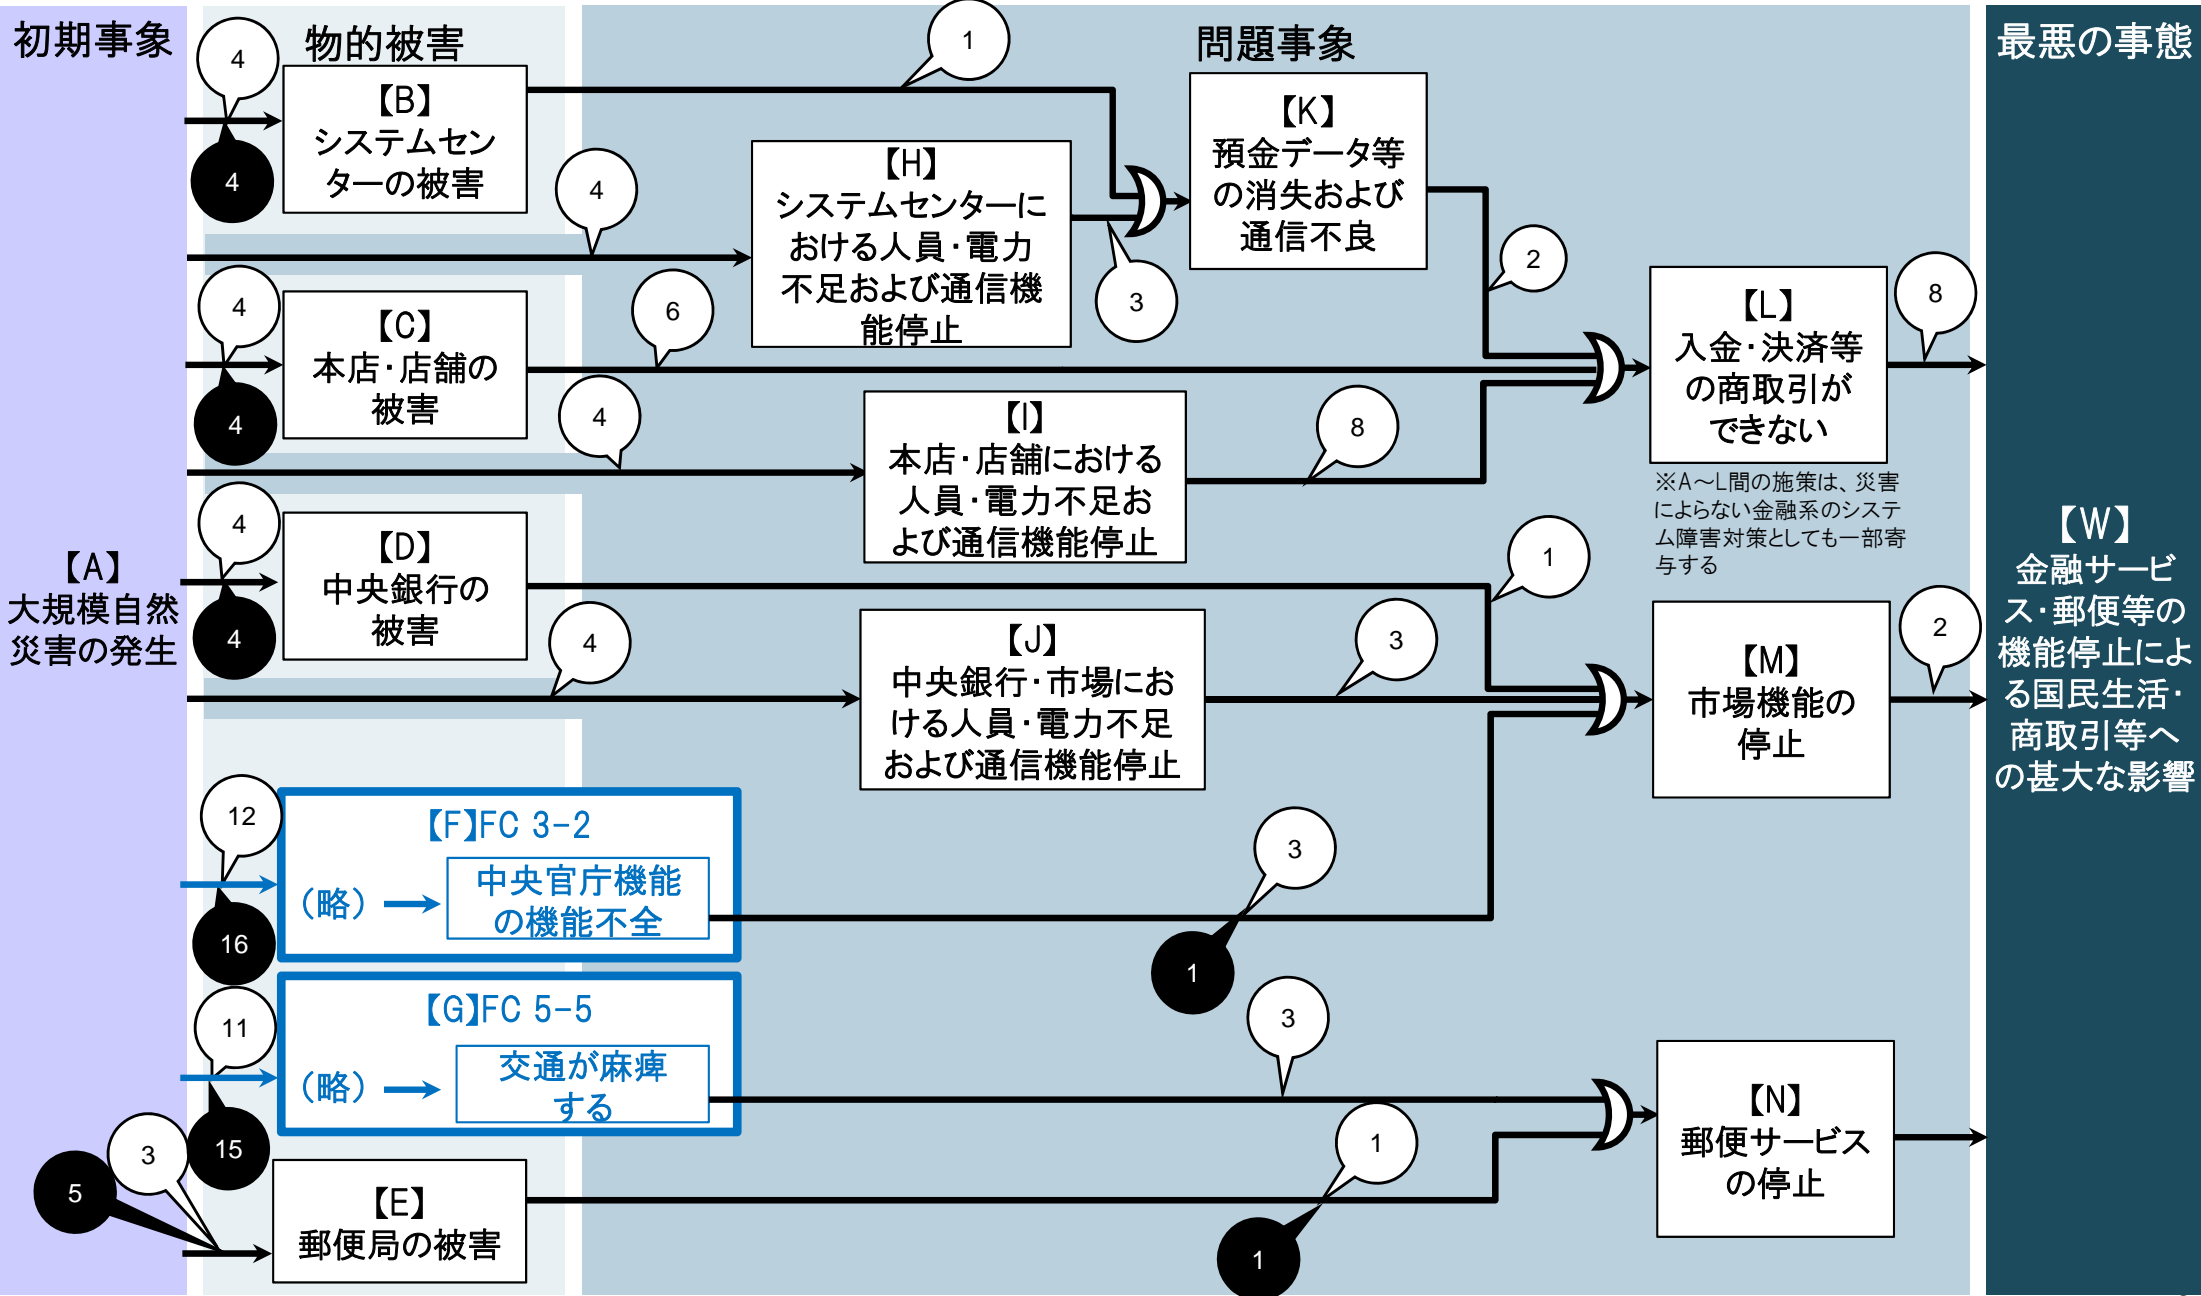 初期事象
物的被害
問題事象
最悪の事態
【A】
大規模自然
災害の発生
4
4
【B】
システムセン
ターの被害
1
4
【H】
システムセンターに
おける人員・電力
不足および通信機
能停止
3
【K】
預金データ等
の消失および
通信不良
2
4
4
【C】
本店・店舗の
被害
6
4
【I】
本店・店舗における
人員・電力不足お
よび通信機能停止
8
【L】
入金・決済等
の商取引が
できない
8
※A～L間の施策は、災害
によらない金融系のシステ
ム障害対策としても一部寄
与する
4
4
【D】
中央銀行の
被害
1
4
【J】
中央銀行・市場にお
ける人員・電力不足
および通信機能停止
3
【M】
市場機能の
停止
2
12
16
【F】FC 3-2
（略）
中央官庁機能
の機能不全
3
1
11
15
【G】FC 5-5
（略）
交通が麻痺
する
3
3
5
【E】
郵便局の被害
1
1
【N】
郵便サービス
の停止
【W】
金融サービ
ス・郵便等の
機能停止によ
る国民生活・
商取引等へ
の甚大な影響